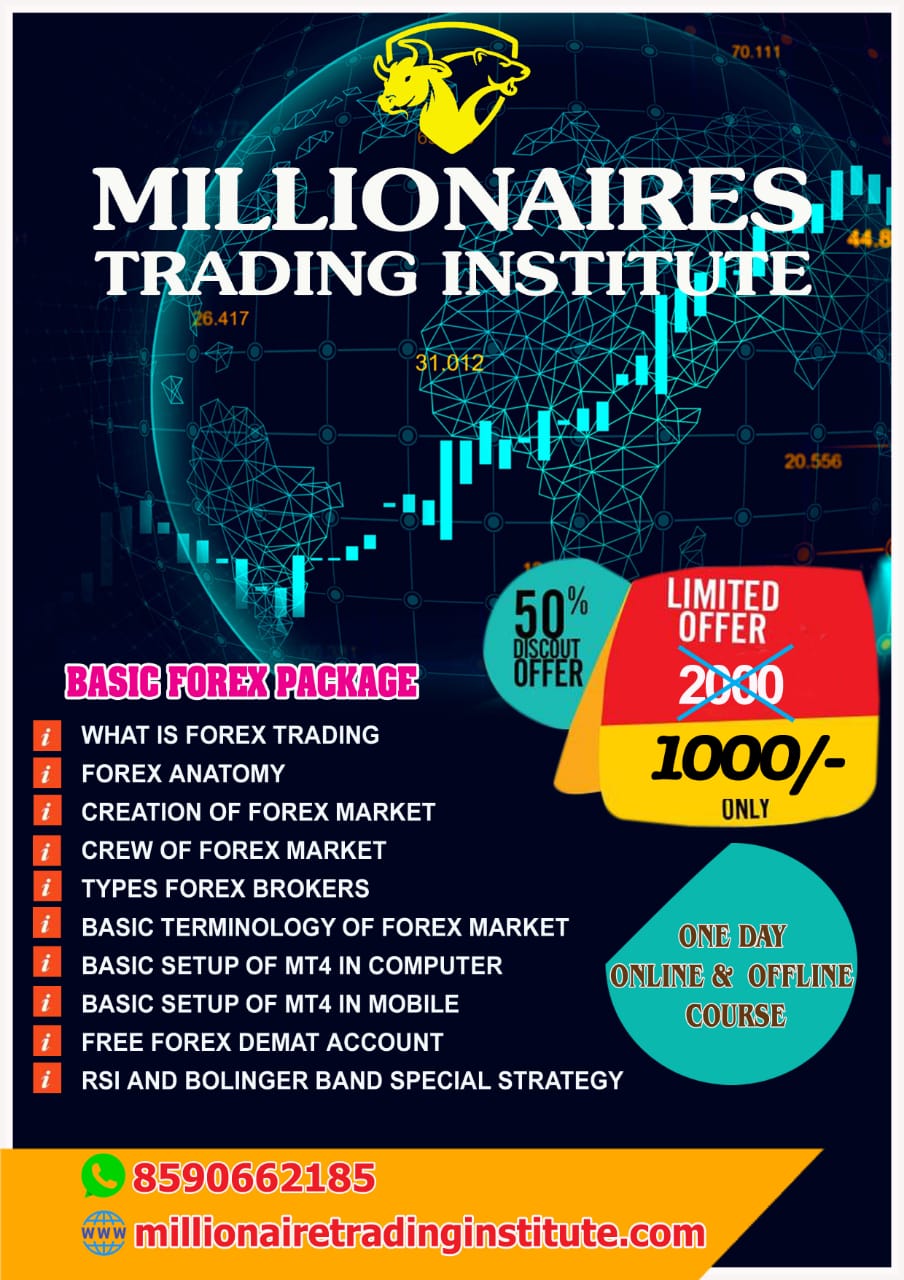 70.111
MILLIONAIRES
TRADING INSTITUTE
44.8
26.417
31.012
20.556
50%
DISCOUT
OFFER
LIMITED
OFFER
2000
1000/-
ONLY
BASIC FOREX PACKAGE
WHAT IS FOREX TRADING
FOREX ANATOMY
CREATION OF FOREX MARKET
CREW OF FOREX MARKET
TYPES FOREX BROKERS
BASIC TERMINOLOGY OF FOREX MARKET
BASIC SETUP OF MT4 IN COMPUTER
BASIC SETUP OF MT4 IN MOBILE
FREE FOREX DEMAT ACCOUNT
RSI AND BOLINGER BAND SPECIAL STRATEGY
ONE DAY
ONLINE & OFFLINE
COURSE
8590662185
www millionairetradinginstitute.com